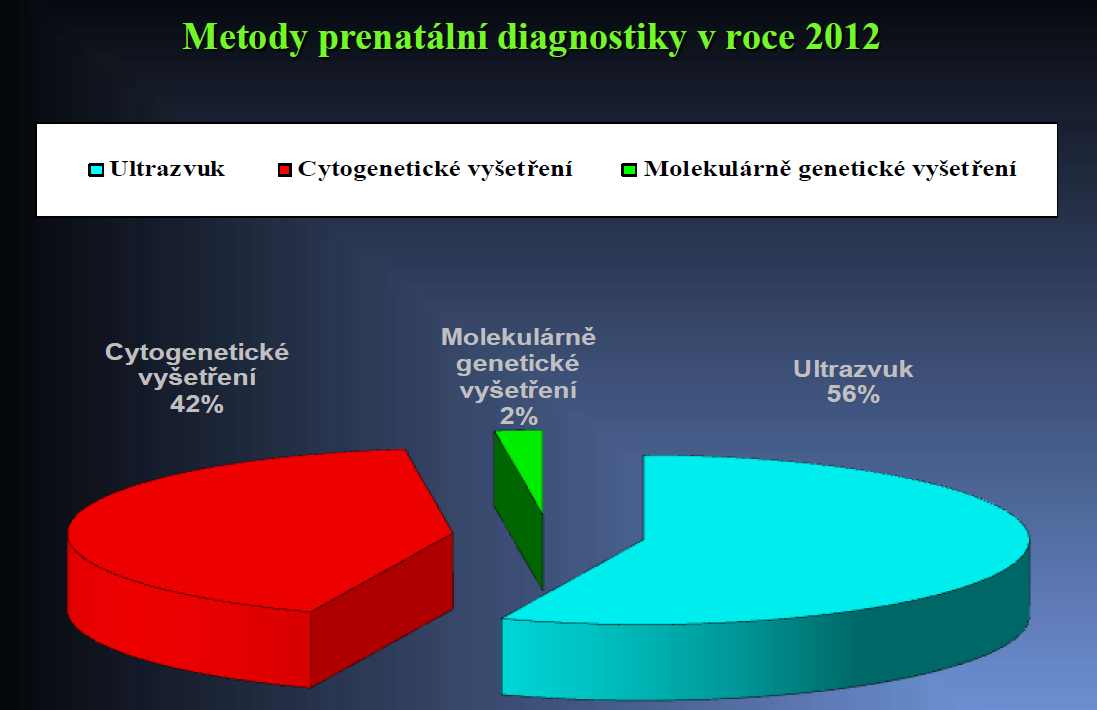 Metody prenatální diagnostiky v roce 2012
Ultrazvuk
Cytogenetické vyšetření
Molekulárně genetické vyšetření
Cytogenetické
vyšetření
42%
Molekulárně
genetické
vyšetření
2%
Ultrazvuk
56%